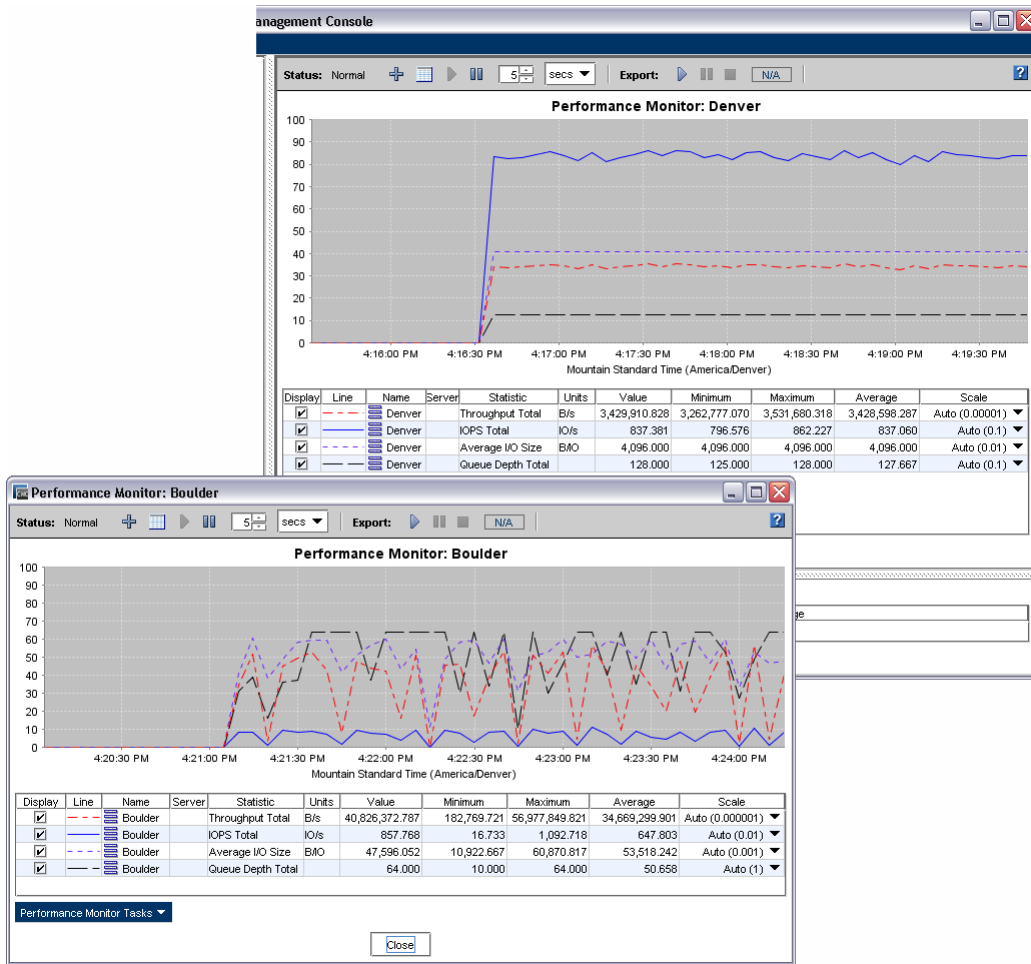 anagement Console
Status: Normal 5 secs Export: N/A ?
Performance Monitor: Denver
100
90
80
70
60
50
40
30
20
10
0
4:16:00 PM 4:16:30 PM 4:17:00 PM 4:17:30 PM 4:18:00 PM 4:18:30 PM 4:19:00 PM 4:19:30 PM
Mountain Standard Time (America/Denver)
Display Line Name Server Statistic Units Value Minimum Maximum Average Scale
Denver Throughput Total B/s 3,429,910.828 3,262,777.070 3,531,680.318 3,428,598.287 Auto (0.00001)
Denver IOPS Total IO/s 837.381 796.576 862.227 837.060 Auto (0.1)
Denver Average I/O Size B/IO 4,096.000 4,096.000 4,096.000 4,096.000 Auto (0.01)
Denver Queue Depth Total 128.000 125.000 128.000 127.667 Auto (0.1)
Performance Monitor: Boulder
Status: Normal 5 secs Export: N/A ?
Performance Monitor: Boulder
100
90
80
70
60
50
40
30
20
10
0
4:20:30 PM 4:21:00 PM 4:21:30 PM 4:22:00 PM 4:22:30 PM 4:23:00 PM 4:23:30 PM 4:24:00 PM
Mountain Standard Time (America/Denver)
Display Line Name Server Statistic Units Value Minimum Maximum Average Scale
Boulder Throughput Total B/s 40,826,372.787 182,769.721 56,977,849.821 34,669,299.901 Auto (0.000001)
Boulder IOPS Total IO/s 857.768 16.733 1,092.718 647.803 Auto (0.01)
Boulder Average I/O Size B/IO 47,596.052 10,922.667 60,870.817 53,518.242 Auto (0.001)
Boulder Queue Depth Total 64.000 10.000 64.000 50.658 Auto (1)
Performance Monitor Tasks
Close